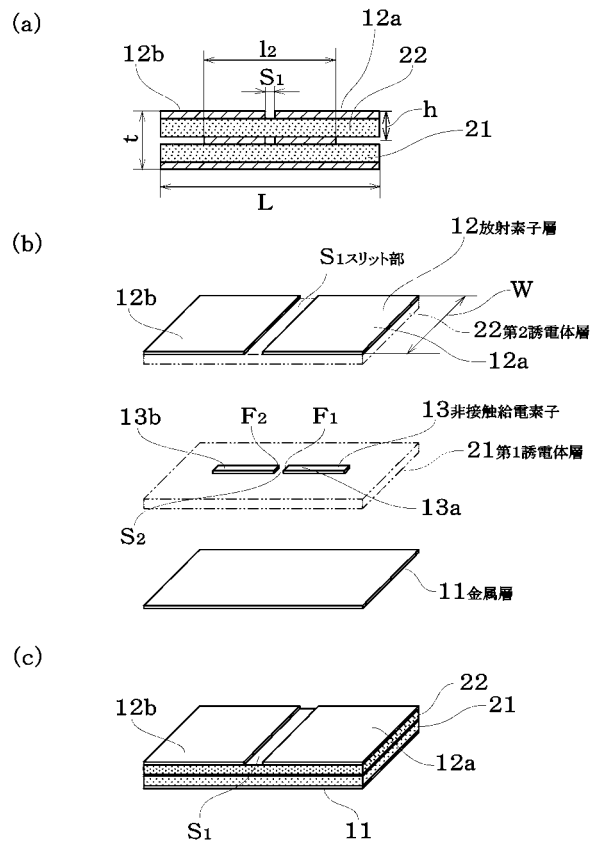 (a)
12b
l2
12a
S1
22
h
21
t
L
(b)
12放射素子層
S1スリット部
W
12b
22第2誘電体層
12a
13b
F2
F1
13非接触給電素子
21第1誘電体層
13a
S2
11金属層
(c)
22
12b
21
12a
S1
11